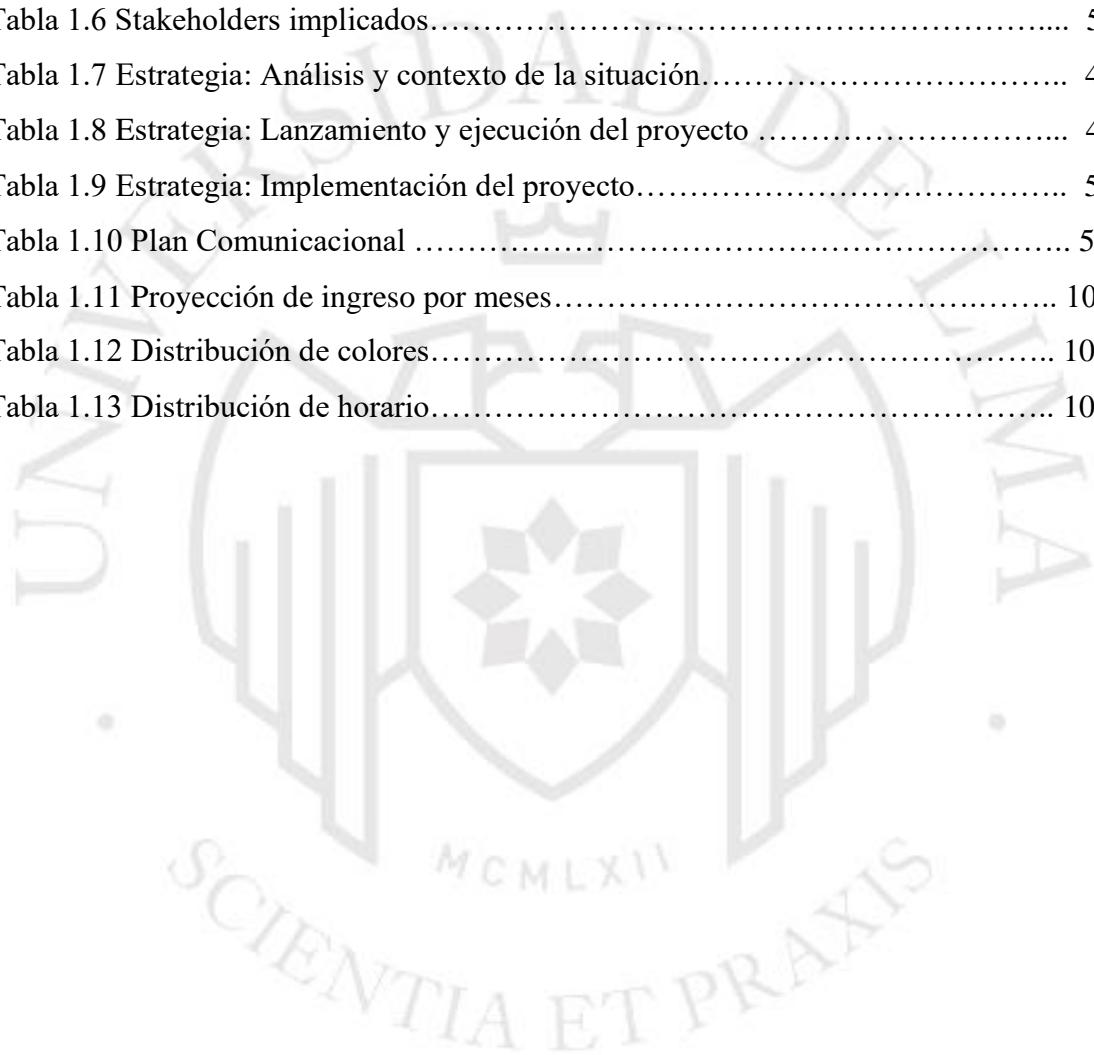 Tabla 1.6 Stakeholders implicados…………………………………………………... 5
Tabla 1.7 Estrategia: Análisis y contexto de la situación…………………………….. 4
Tabla 1.8 Estrategia: Lanzamiento y ejecución del proyecto ………………………... 4
Tabla 1.9 Estrategia: Implementación del proyecto………………………………….. 5
Tabla 1.10 Plan Comunicacional …………………………………………………….. 5
Tabla 1.11 Proyección de ingreso por meses…………………………………….….. 10
Tabla 1.12 Distribución de colores………………………………………………….. 10
Tabla 1.13 Distribución de horario………………………………………………….. 10
UNIVERSIDAD DE LIMA
MCMLXII
SCIENTIA ET PRAXIS